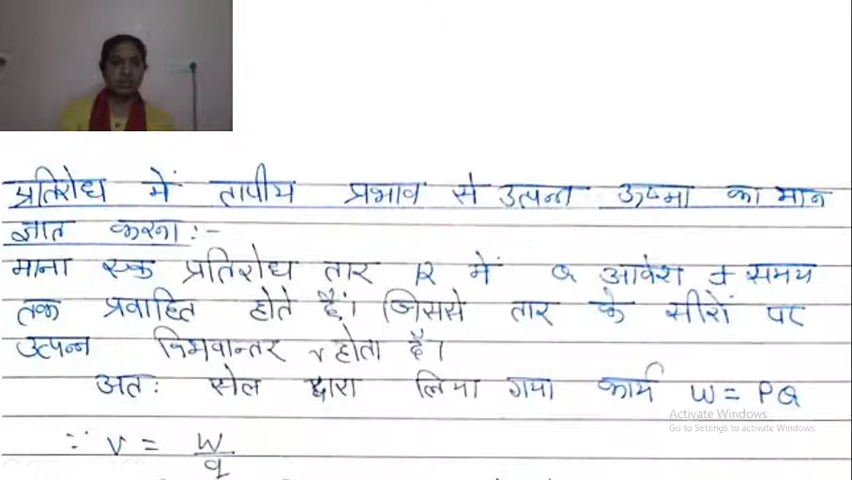 प्रतिरोध में तापीय प्रभाव से उत्पन्न ऊष्मा का मान
ज्ञात करना :-
माना एक प्रतिरोध तार R में Q आवेश t समय
तक प्रवाहित होते हैं। जिससे तार के सीरों पर
उत्पन्न विभवान्तर v होता है।
अतः सेल द्वारा लिया गया कार्य W = PQ
Activate Windows
Go to Settings to activate Windows.
∵ V = W/q